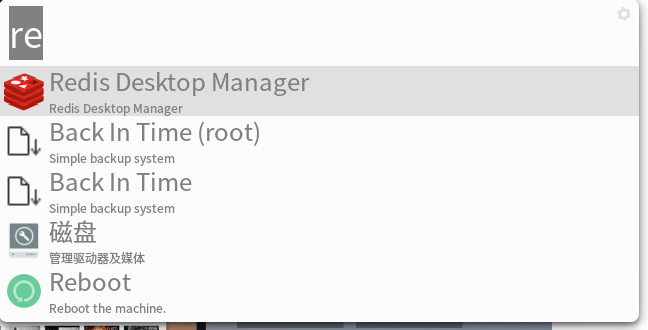 re
Redis Desktop Manager
Redis Desktop Manager
Back In Time (root)
Simple backup system
Back In Time
Simple backup system
磁盘
管理驱动器及媒体
Reboot
Reboot the machine.